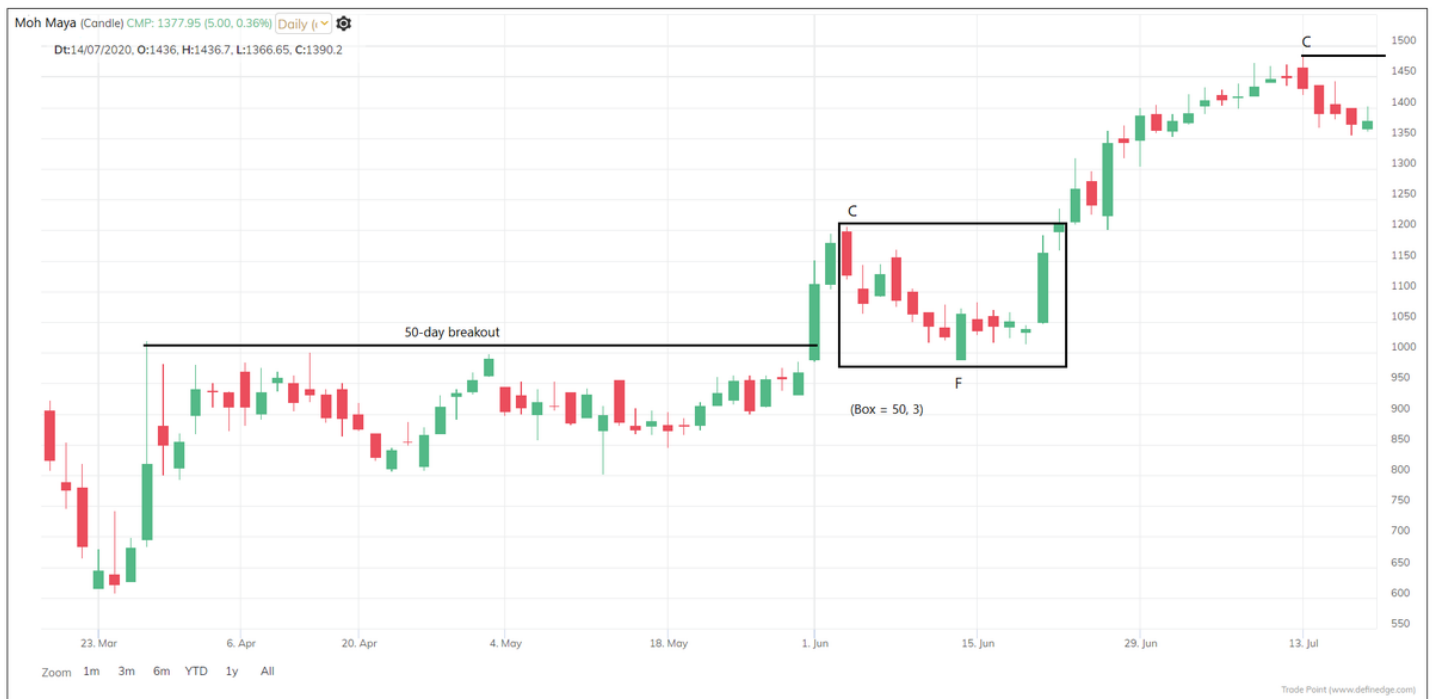 Moh Maya (Candle) CMP: 1377.95 (5.00, 0.36%) Daily (
Dt:14/07/2020, O:1436, H:1436.7, L:1366.65, C:1390.2
C
1500
1450
1400
1350
1300
1250
C
1200
1150
1100
1050
50-day breakout
1000
950
F
900
(Box = 50, 3)
850
800
750
700
650
600
550
23. Mar
6. Apr
20. Apr
4. May
18. May
1. Jun
15. Jun
29. Jun
13. Jul
Zoom 1m 3m 6m YTD 1y All
Trade Point (www.definedge.com)